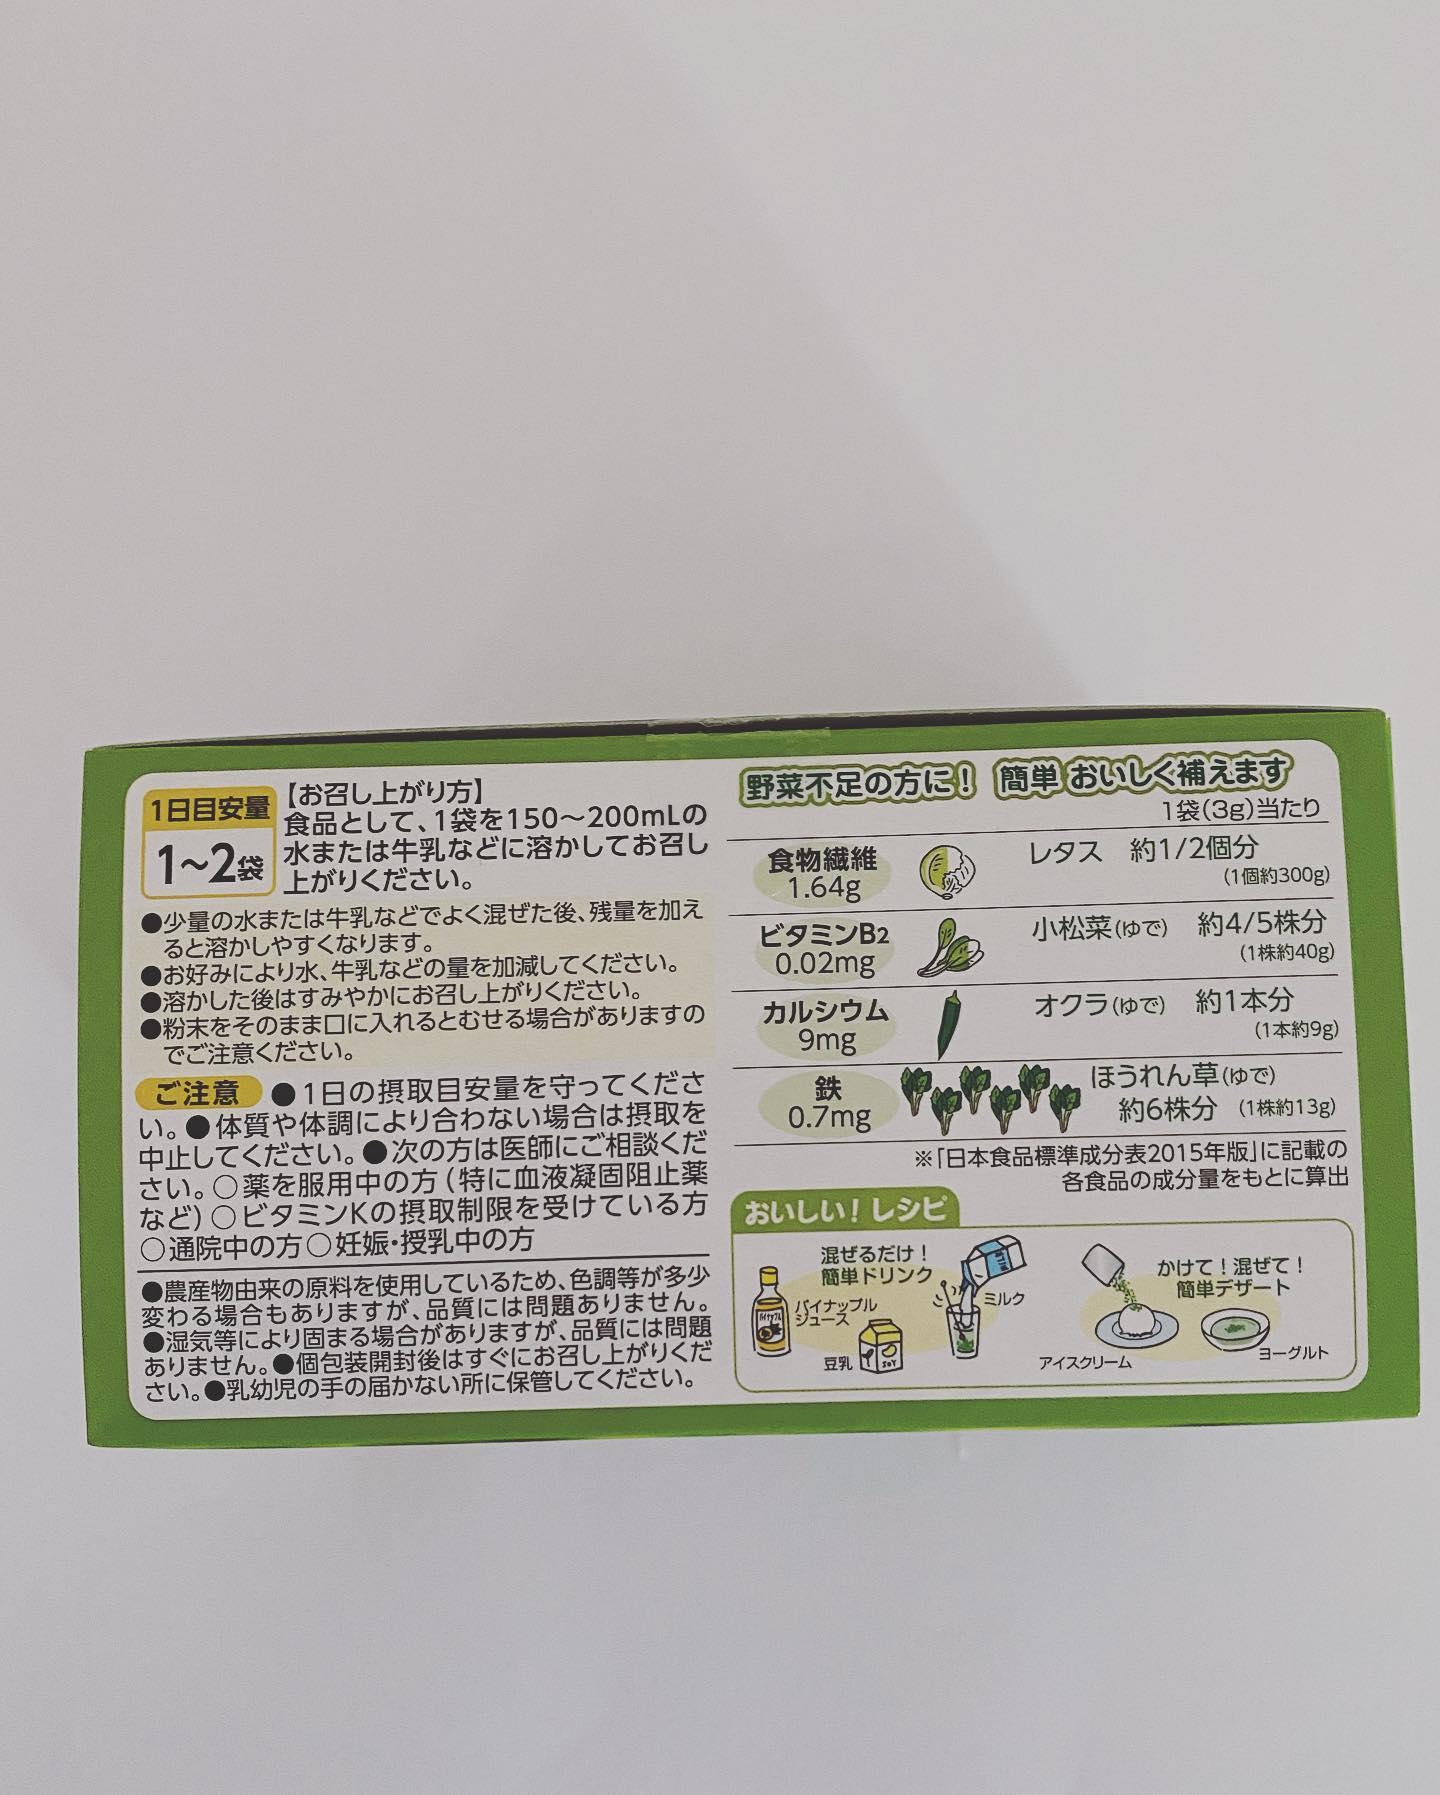 1日目安量
1～2袋
【お召し上がり方】
食品として、1袋を150～200mLの
水または牛乳などに溶かしてお召し
上がりください。
●少量の水または牛乳などでよく混ぜた後、残量を加え
ると溶かしやすくなります。
●お好みにより水、牛乳などの量を加減してください。
●溶かした後はすみやかにお召し上がりください。
●粉末をそのまま口に入れるとむせる場合がありますの
でご注意ください。
ご注意 ●1日の摂取目安量を守ってくださ
い。●体質や体調により合わない場合は摂取を
中止してください。●次の方は医師にご相談くだ
さい。○薬を服用中の方(特に血液凝固阻止薬
など)○ビタミンKの摂取制限を受けている方
○通院中の方○妊娠・授乳中の方
●農産物由来の原料を使用しているため、色調等が多少
変わる場合もありますが、品質には問題ありません。
●湿気等により固まる場合がありますが、品質には問題
ありません。●個包装開封後はすぐにお召し上がりくだ
さい。●乳幼児の手の届かない所に保管してください。
野菜不足の方に! 簡単 おいしく補えます
1袋(3g)当たり
食物繊維
1.64g
レタス 約1/2個分
(1個約300g)
ビタミンB2
0.02mg
小松菜(ゆで) 約4/5株分
(1株約40g)
カルシウム
9mg
オクラ(ゆで) 約1本分
(1本約9g)
鉄
0.7mg
ほうれん草(ゆで)
約6株分 (1株約13g)
※「日本食品標準成分表2015年版」に記載の
各食品の成分量をもとに算出
おいしい! レシピ
混ぜるだけ!
簡単ドリンク
パイナップル
ジュース
豆乳
SOY
ミルク
かけて!混ぜて!
簡単デザート
アイスクリーム
ヨーグルト